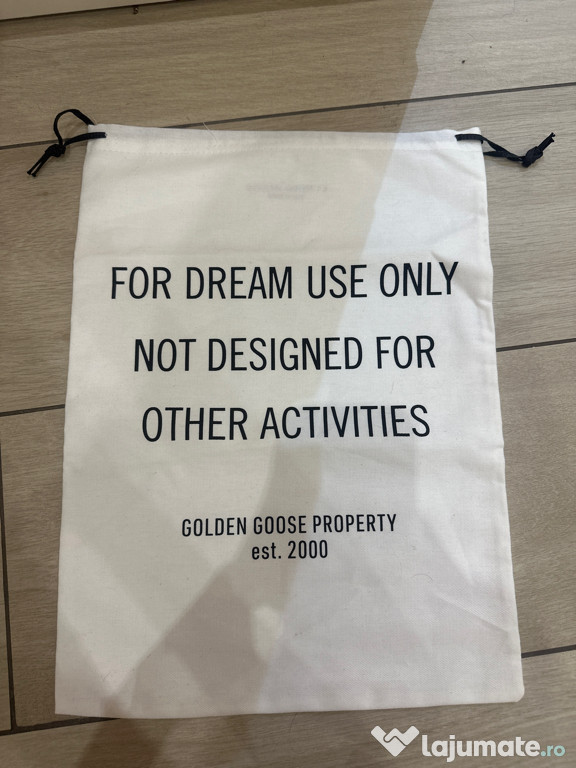 FOR DREAM USE ONLY
NOT DESIGNED FOR
OTHER ACTIVITIES
GOLDEN GOOSE PROPERTY
est. 2000
lajumate.ro